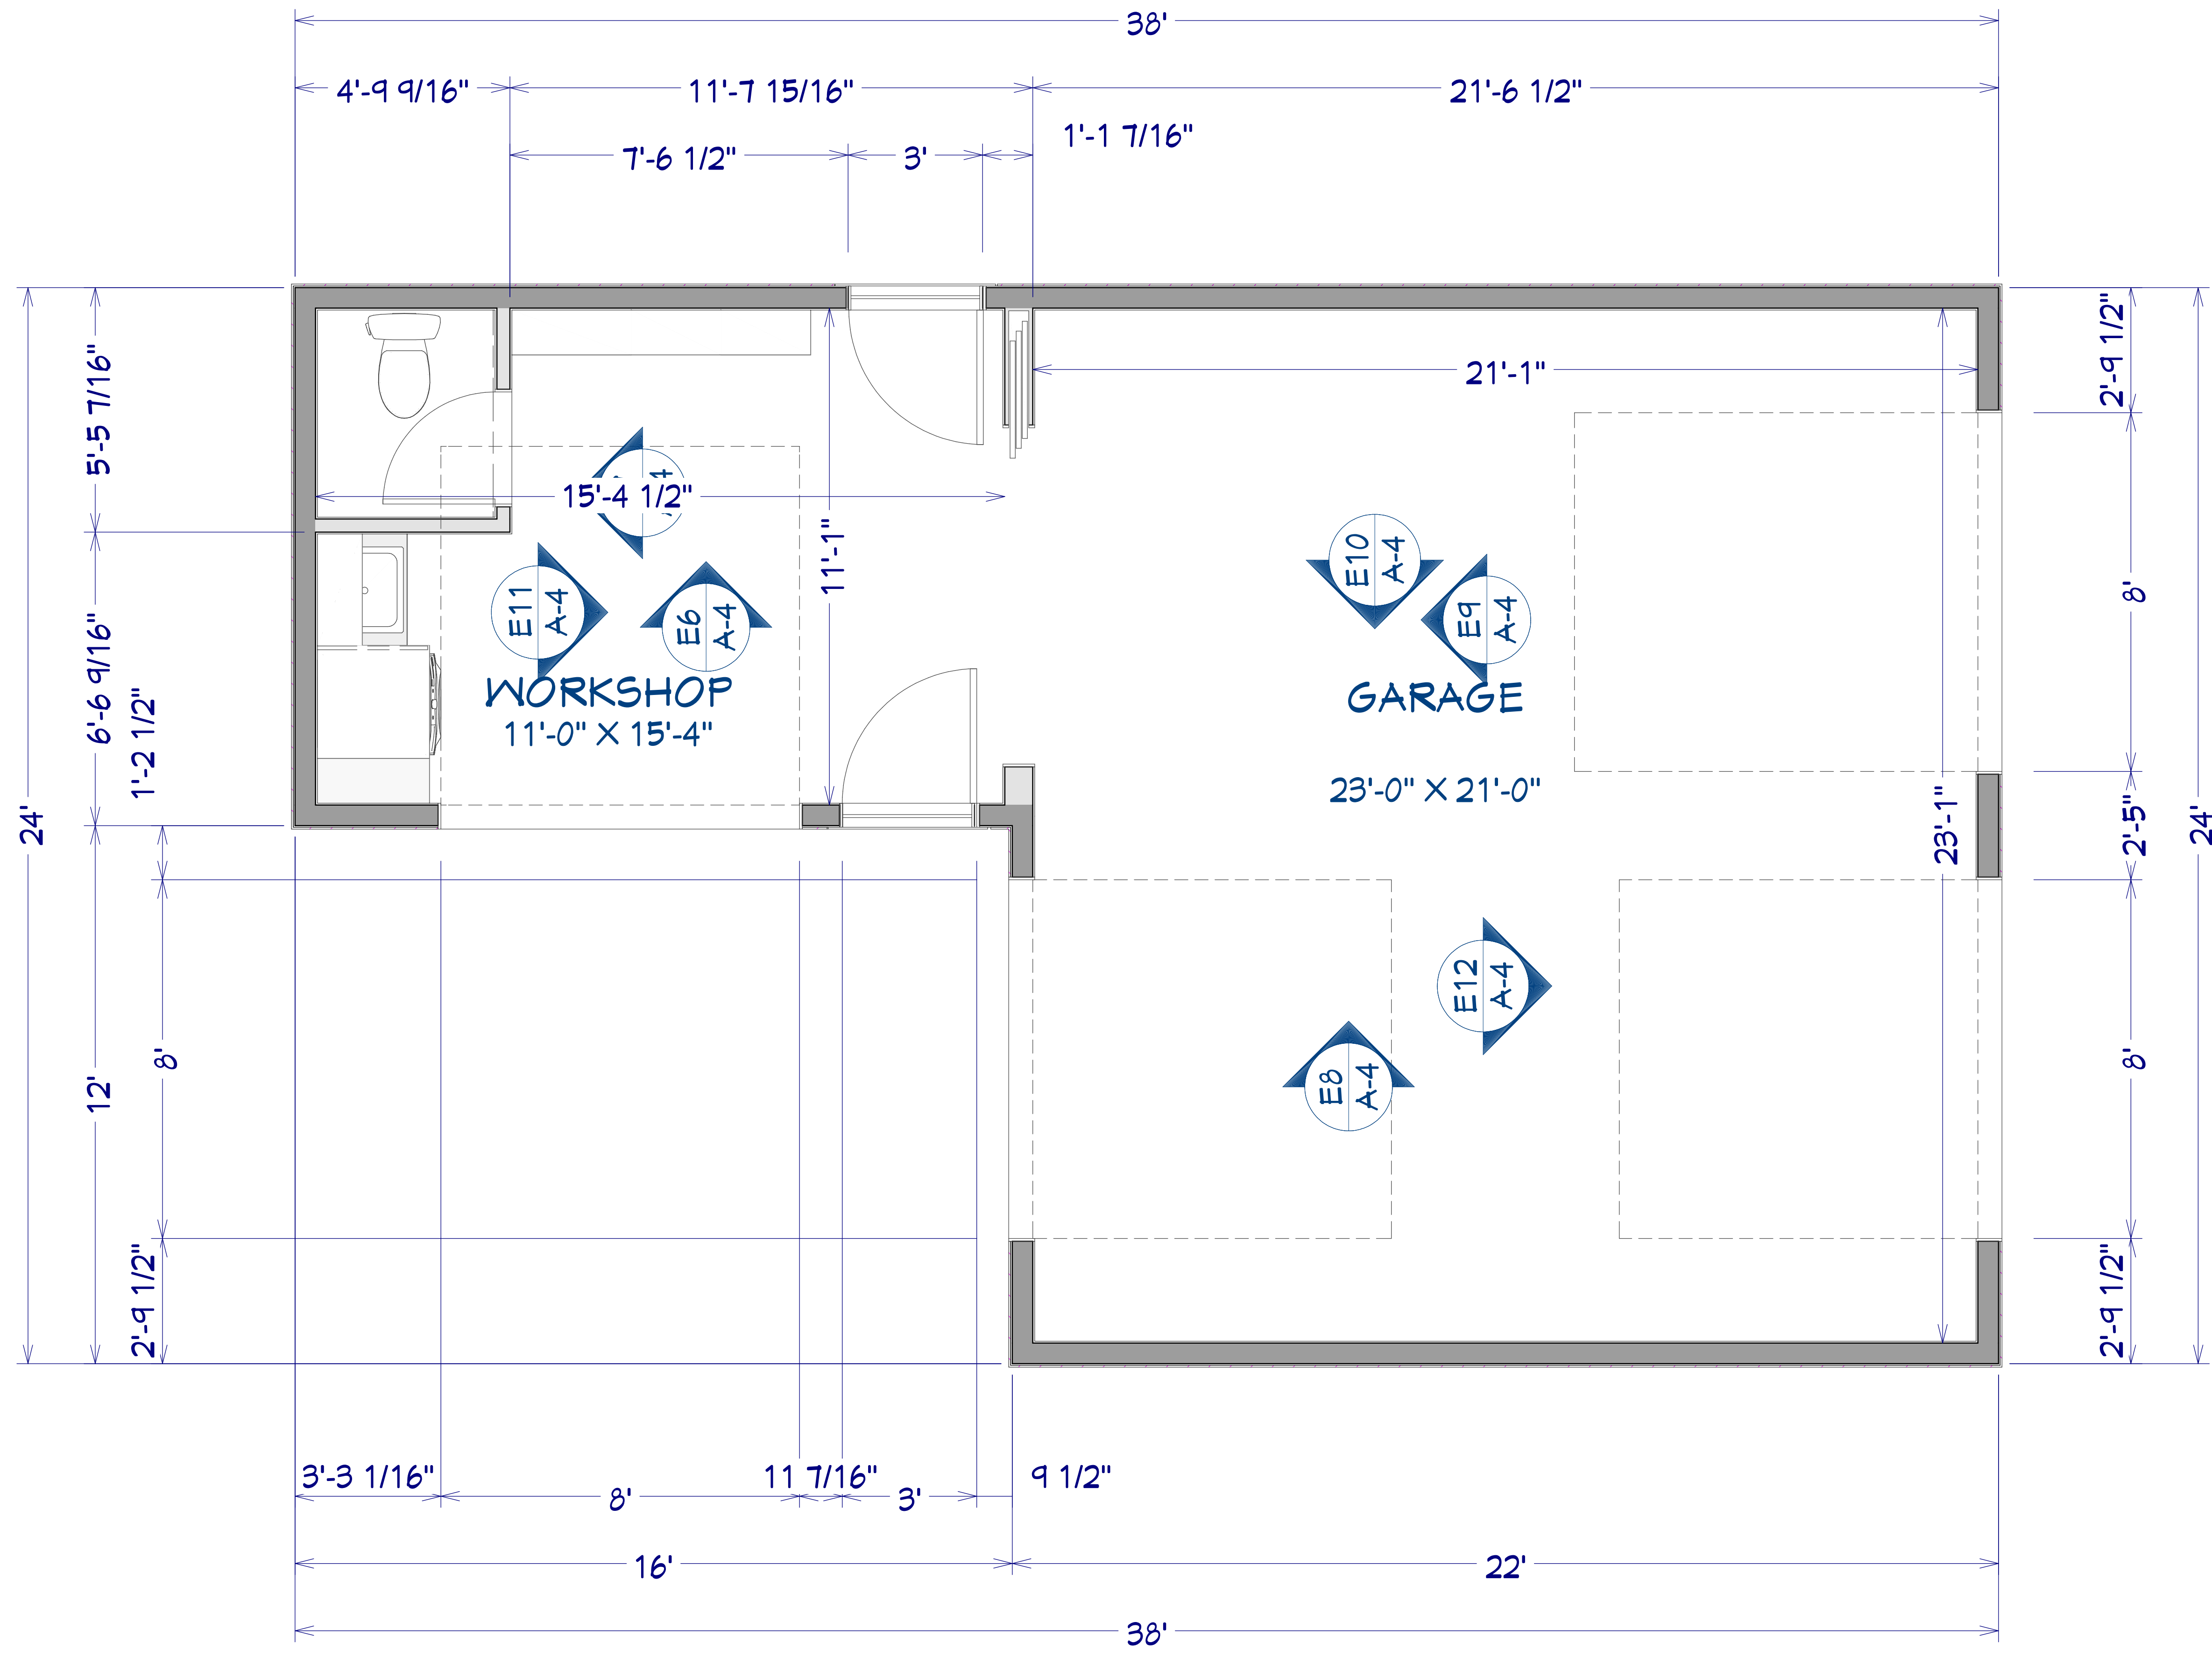 38'
4'-9 9/16" 11'-7 15/16" 21'-6 1/2"
1'-1 7/16"
7'-6 1/2" 3'
2'-9 1/2"
21'-1"
5'-5 7/16"
15'-4 1/2"
11'-1"
E10 A-4
8'
E11 A-4
E6 A-4
E9 A-4
6'-6 9/16"
WORKSHOP
11'-0" X 15'-4"
GARAGE
23'-0" X 21'-0"
1'-2 1/2"
24'
23'-1"
2'-5"
24'
E12 A-4
8'
12'
E8 A-4
8'
2'-9 1/2"
2'-9 1/2"
3'-3 1/16" 11 7/16" 9 1/2"
8' 3'
16' 22'
38'